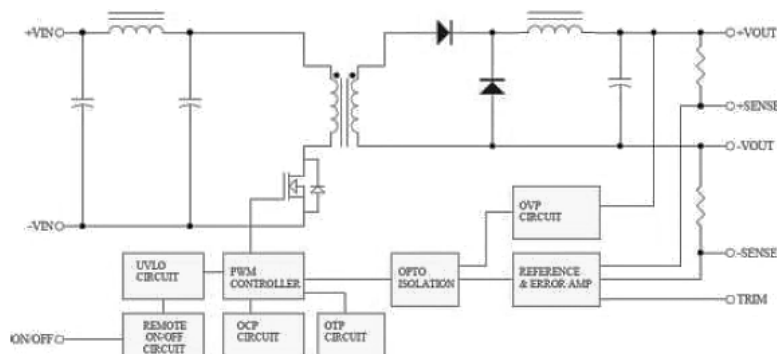 +VIN
+VOUT
+SENSE
-VOUT
OVP
CIRCUIT
-VIN
-SENSE
UVLO
CIRCUIT
PWM
CONTROLLER
OPTO
ISOLATION
REFERENCE
& ERROR AMP
TRIM
ON/OFF
REMOTE
ON/OFF
CIRCUIT
OCP
CIRCUIT
OTP
CIRCUIT